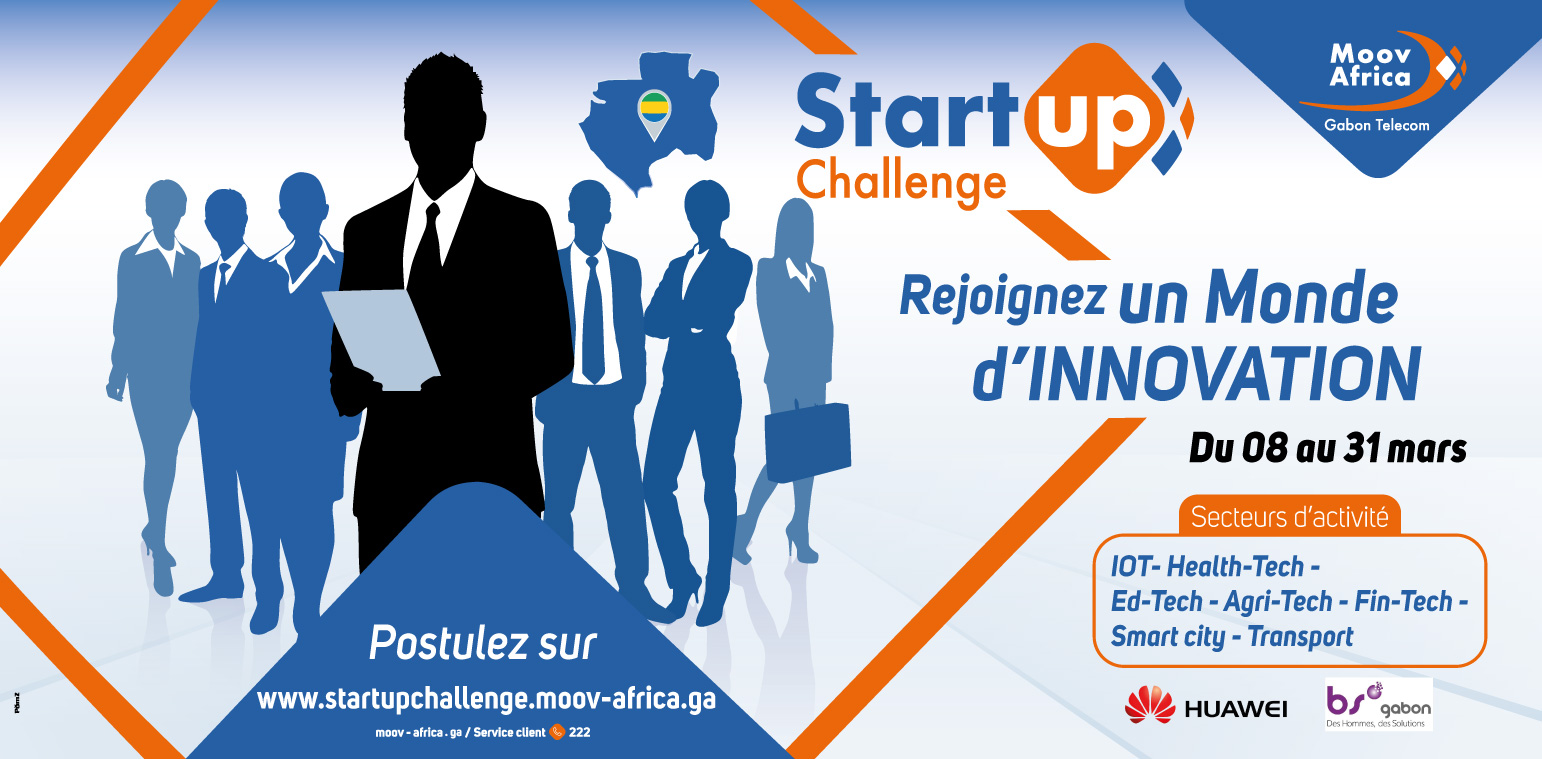 Moov
Africa
Gabon Telecom
Startup
Challenge
Rejoignez un Monde
d'INNOVATION
Du 08 au 31 mars
Secteurs d'activité
IOT- Health-Tech -
Ed-Tech - Agri-Tech - Fin-Tech -
Smart city - Transport
Postulez sur
www.startupchallenge.moov-africa.ga
moov - africa . ga / Service client 222
HUAWEI
bs gabon
Des Hommes, des Solutions